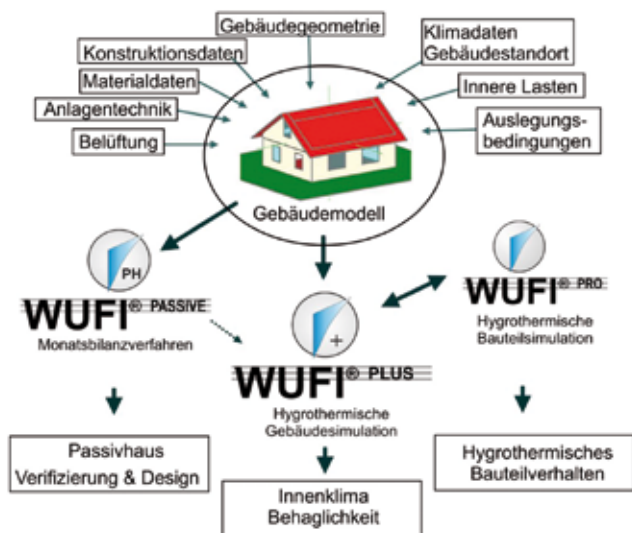 Gebäudegeometrie
Konstruktionsdaten
Materialdaten
Anlagentechnik
Belüftung
Klimadaten
Gebäudestandort
Innere Lasten
Auslegungs-
bedingungen
Gebäudemodell
PH
WUFI® PASSIVE
Monatsbilanzverfahren
+
WUFI® PLUS
Hygrothermische
Gebäudesimulation
WUFI® PRO
Hygrothermische
Bauteilsimulation
Passivhaus
Verifizierung & Design
Innenklima
Behaglichkeit
Hygrothermisches
Bauteilverhalten